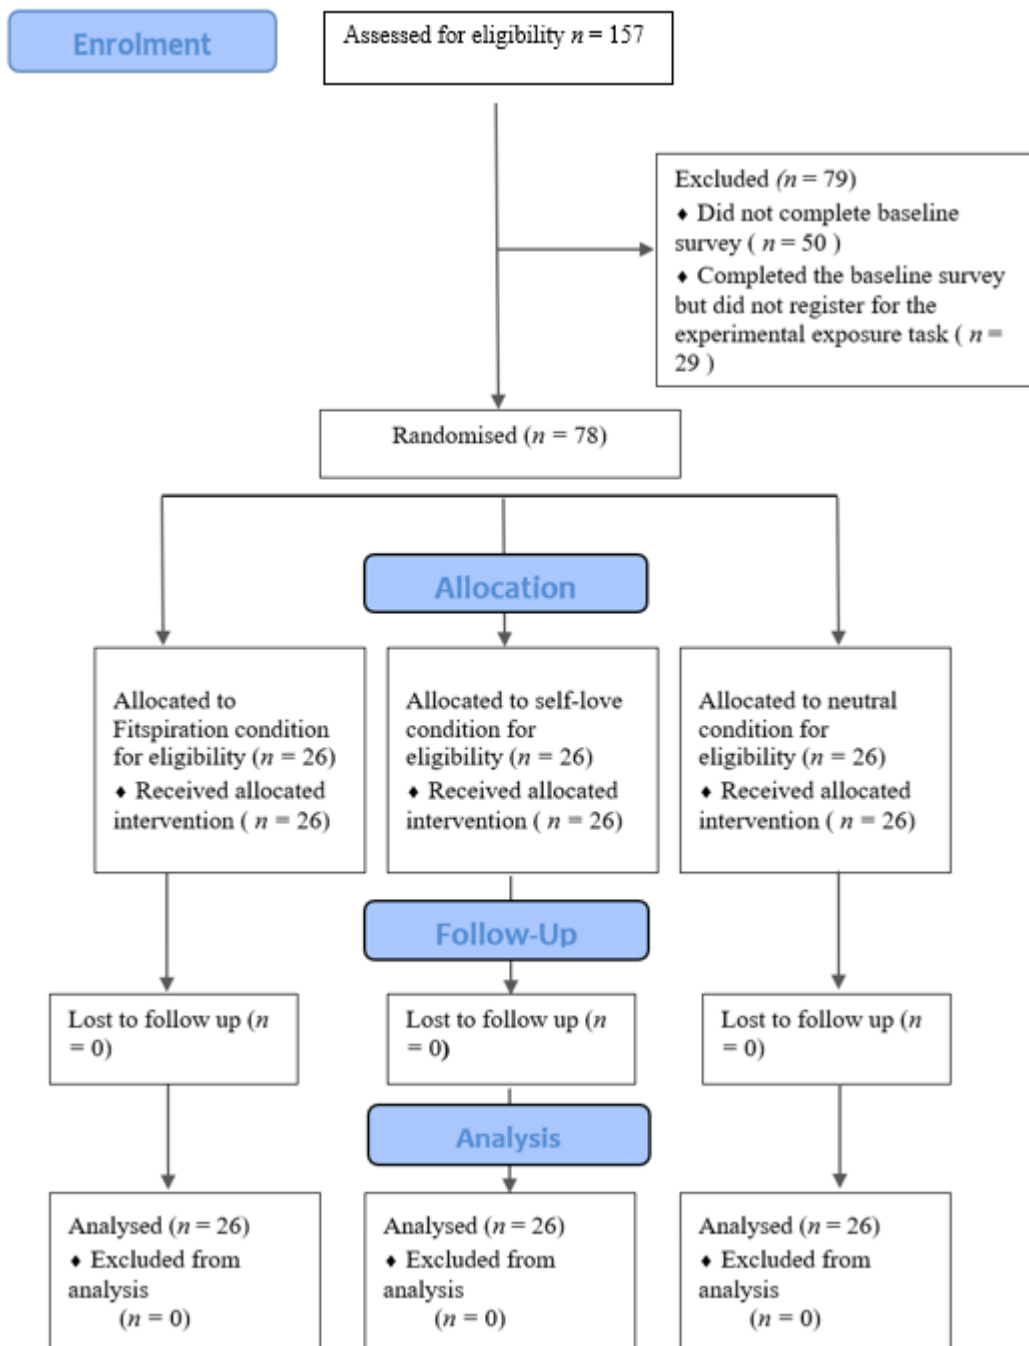 Enrolment
Assessed for eligibility n = 157
Excluded (n = 79)
♦ Did not complete baseline
survey ( n = 50 )
♦ Completed the baseline survey
but did not register for the
experimental exposure task ( n =
29 )
Randomised (n = 78)
Allocation
Allocated to
Fitspiration condition
for eligibility (n = 26)
♦ Received allocated
intervention ( n = 26)
Allocated to self-love
condition for
eligibility (n = 26)
♦ Received allocated
intervention ( n = 26)
Allocated to neutral
condition for
eligibility (n = 26)
♦ Received allocated
intervention ( n = 26)
Follow-Up
Lost to follow up (n
= 0)
Lost to follow up (n
= 0)
Lost to follow up (n
= 0)
Analysis
Analysed (n = 26)
♦ Excluded from
analysis
(n = 0)
Analysed (n = 26)
♦ Excluded from
analysis
(n = 0)
Analysed (n = 26)
♦ Excluded from
analysis
(n = 0)